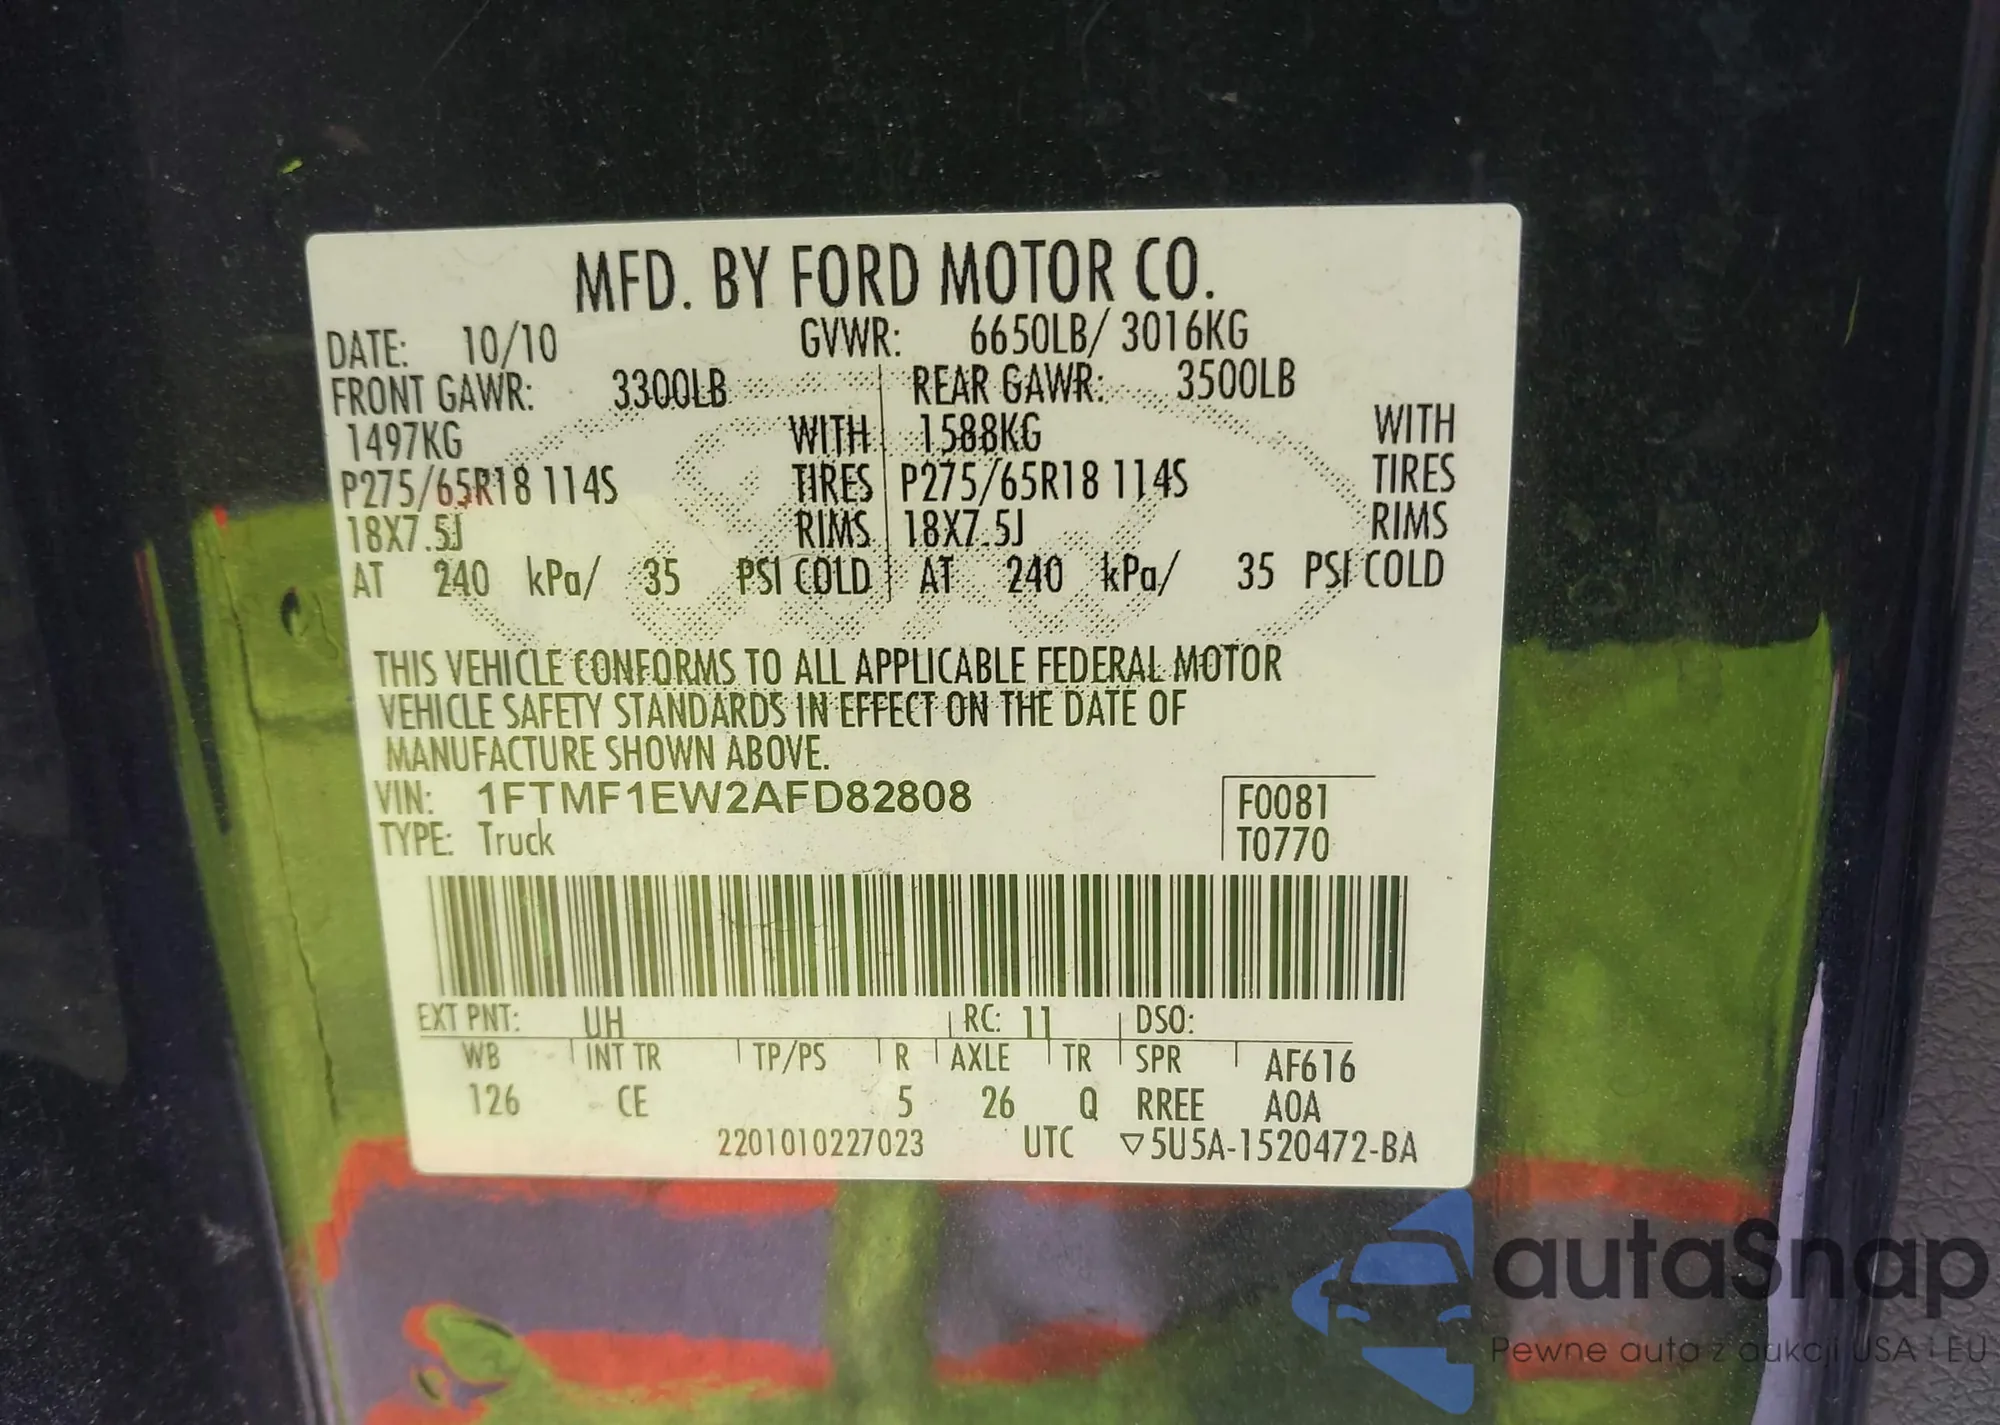 MFD. BY FORD MOTOR CO.
DATE: 10/10 GVWR: 6650LB/ 3016KG
FRONT GAWR: 3300LB REAR GAWR: 3500LB
1497KG WITH 1588KG WITH
P275/65R18 114S TIRES P275/65R18 114S TIRES
18X7.5J RIMS 18X7.5J RIMS
AT 240 kPa/ 35 PSI COLD AT 240 kPa/ 35 PSI COLD
THIS VEHICLE CONFORMS TO ALL APPLICABLE FEDERAL MOTOR
VEHICLE SAFETY STANDARDS IN EFFECT ON THE DATE OF
MANUFACTURE SHOWN ABOVE.
VIN: 1FTMF1EW2AFD82808 F0081
TYPE: Truck T0770
EXT PNT: UH RC: 11 DSO:
WB INT TR TP/PS R AXLE TR SPR AF616
126 CE 5 26 Q RREE A0A
2201010227023 UTC ▽5U5A-1520472-BA
autaSnap
Pewne auta z aukcji USA i EU